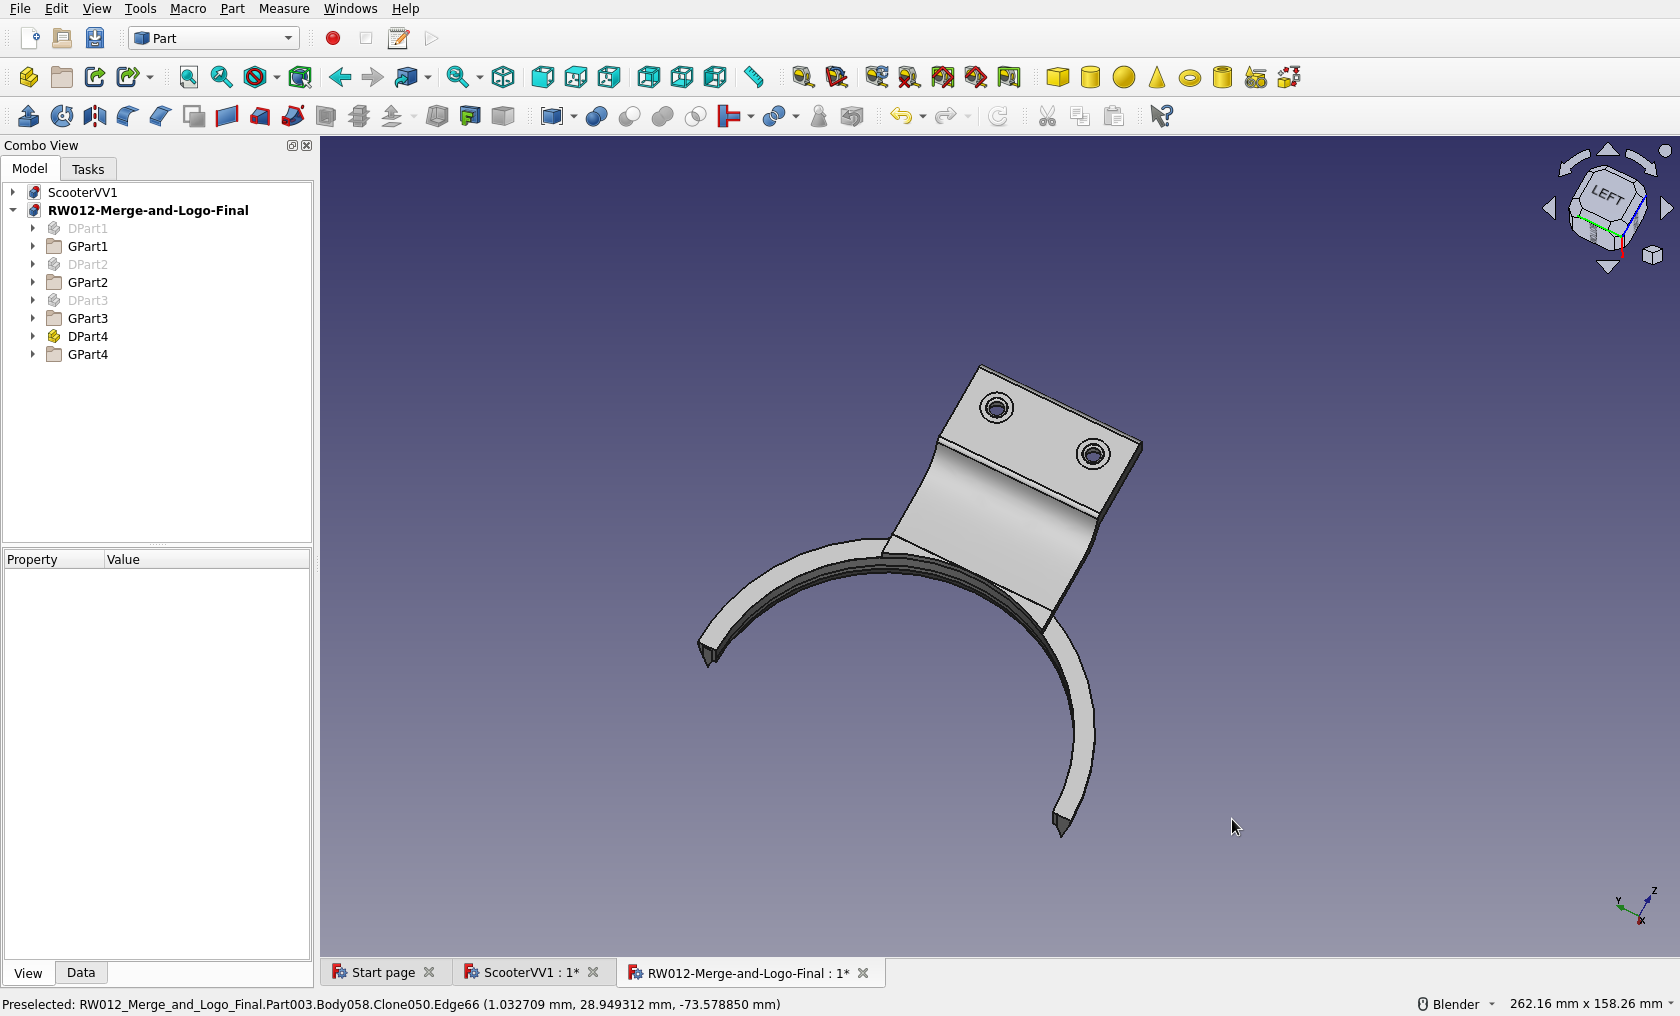 File Edit View Tools Macro Part Measure Windows Help
Part
Combo View
Model Tasks
ScooterVV1
RW012-Merge-and-Logo-Final
DPart1
GPart1
DPart2
GPart2
DPart3
GPart3
DPart4
GPart4
Property Value
View Data
LEFT
Z
Y
X
Start page
ScooterVV1 : 1*
RW012-Merge-and-Logo-Final : 1*
Preselected: RW012_Merge_and_Logo_Final.Part003.Body058.Clone050.Edge66 (1.032709 mm, 28.949312 mm, -73.578850 mm)
Blender
262.16 mm x 158.26 mm